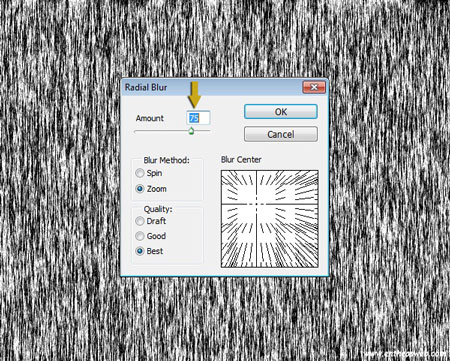 Radial Blur
Amount
75
OK
Cancel
Blur Method:
Spin
Zoom
Blur Center
Quality:
Draft
Good
Best